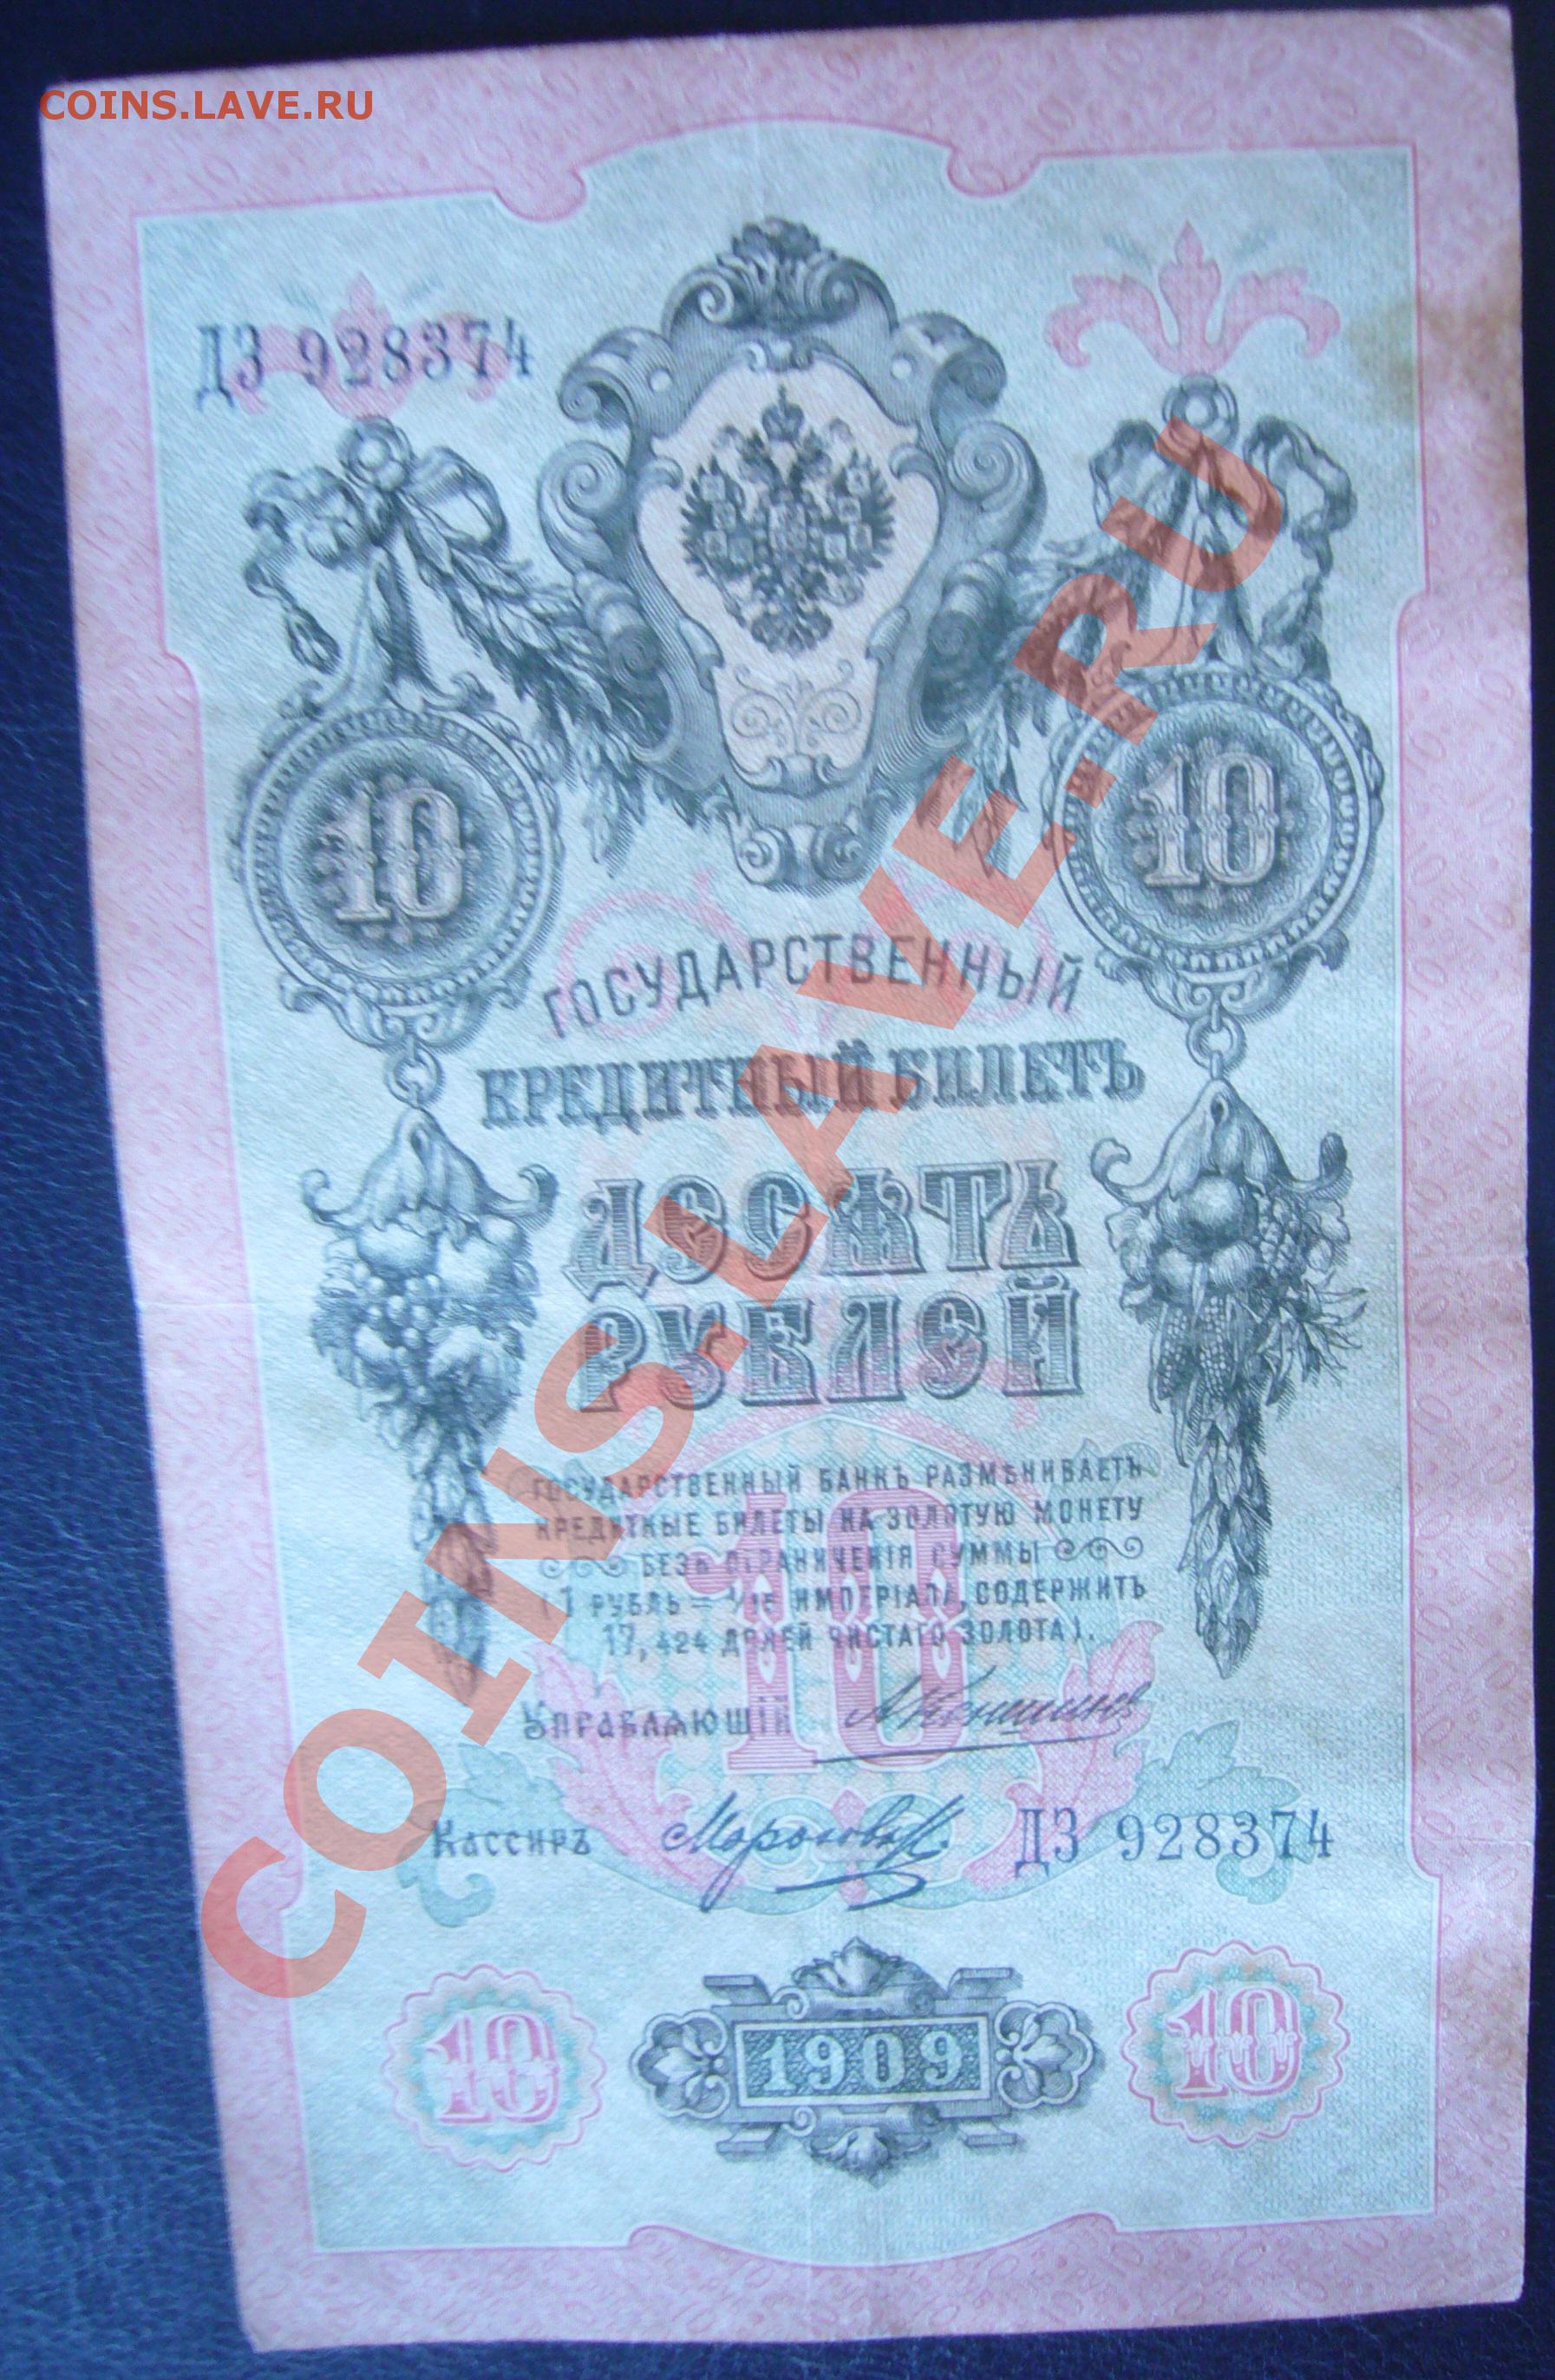 COINS.LAVE.RU
ДЗ 928374
10 10
ГОСУДАРСТВЕННЫЙ
КРЕДИТНЫЙ БИЛЕТЪ
ДЕСѦТЬ
РУБЛЕЙ
ГОСУДАРСТВЕННЫЙ БАНКЪ РАЗМѢНИВАЕТЪ
КРЕДИТНЫЕ БИЛЕТЫ НА ЗОЛОТУЮ МОНЕТУ
БЕЗЪ ОГРАНИЧЕНІЯ СУММЫ
(1 РУБЛЬ = 1/15 ИМПЕРІАЛА, СОДЕРЖИТЪ
17,424 ДОЛЕЙ ЧИСТАГО ЗОЛОТА).
10
УПРАВЛѦЮЩІЙ
КАССИРЪ ДЗ 928374
10 1909 10
COINS.LAVE.RU